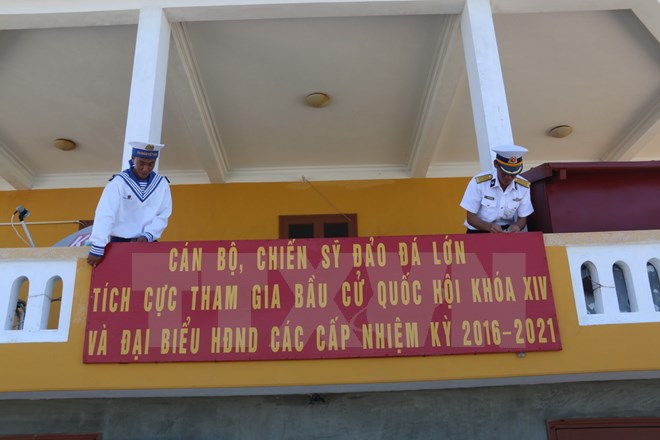 CÁN BỘ, CHIẾN SỸ ĐẢO ĐÁ LỚN
TÍCH CỰC THAM GIA BẦU CỬ QUỐC HỘI KHÓA XIV
VÀ ĐẠI BIỂU HĐND CÁC CẤP NHIỆM KỲ 2016-2021
TTXVN